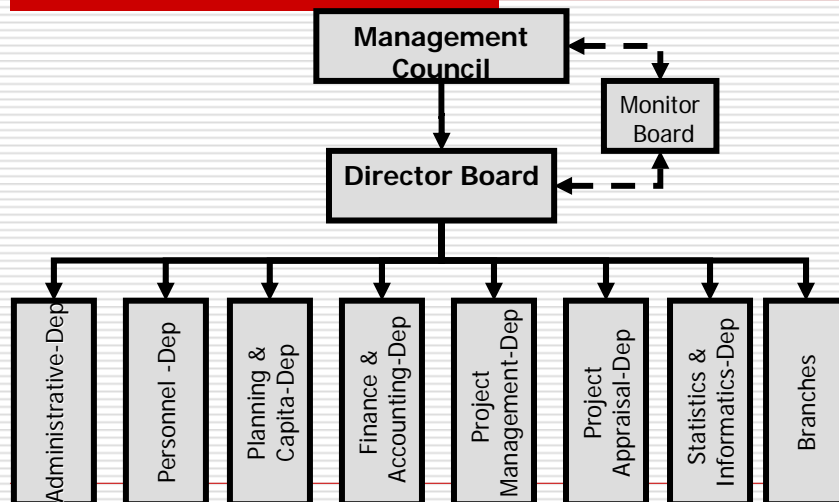 Management
Council
Monitor
Board
Director Board
Administrative-Dep
Personnel -Dep
Planning &
Capita-Dep
Finance &
Accounting-Dep
Project
Management-Dep
Project
Appraisal-Dep
Statistics &
Informatics-Dep
Branches